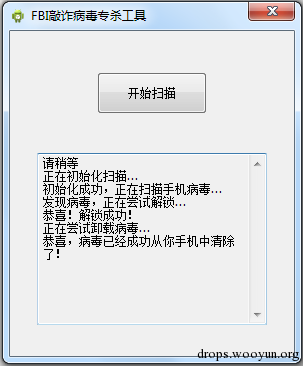 FBI敲诈病毒专杀工具
开始扫描
请稍等
正在初始化扫描...
初始化成功，正在扫描手机病毒...
发现病毒，正在尝试解锁...
恭喜！解锁成功！
正在尝试卸载病毒...
恭喜，病毒已经成功从你手机中清除
了！
drops.wooyun.org